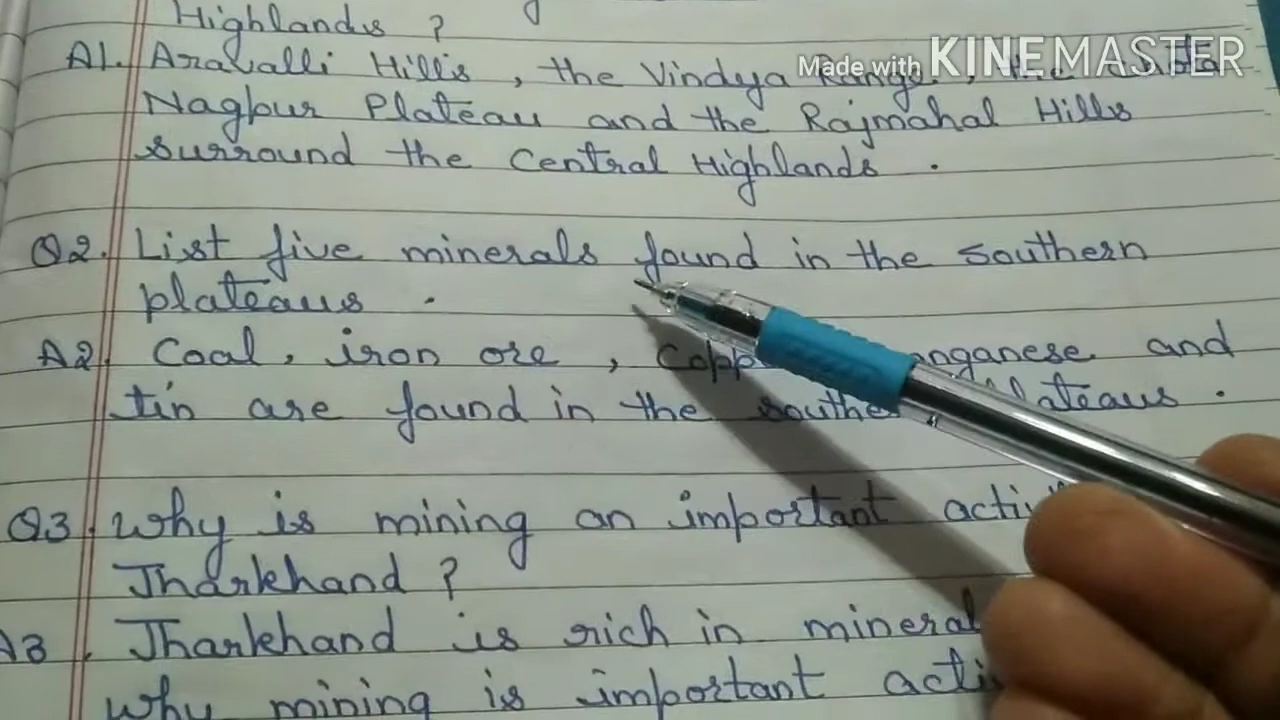 Highlands ?
Made with KINEMASTER
A1. Aravalli Hills , the Vindya Range , the
Nagpur Plateau and the Rajmahal Hills
surround the Central Highlands .
Q2. List five minerals found in the Southern
plateaus .
A2. Coal , iron ore , and
tin are found in the .
Q3. Why is mining an important
Jharkhand ?
A3. Jharkhand is rich in
why mining is important